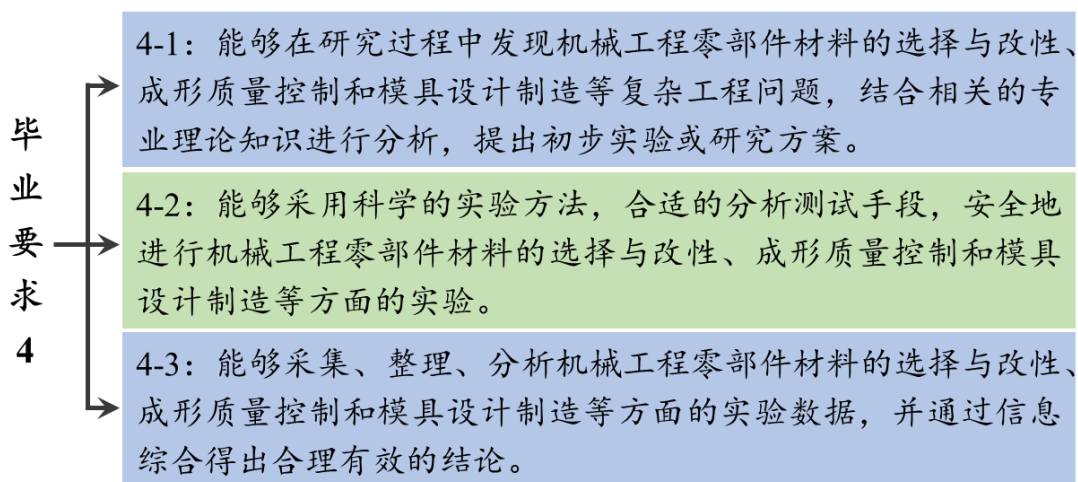 毕业要求4
4-1：能够在研究过程中发现机械工程零部件材料的选择与改性、
成形质量控制和模具设计制造等复杂工程问题，结合相关的专
业理论知识进行分析，提出初步实验或研究方案。
4-2：能够采用科学的实验方法，合适的分析测试手段，安全地
进行机械工程零部件材料的选择与改性、成形质量控制和模具
设计制造等方面的实验。
4-3：能够采集、整理、分析机械工程零部件材料的选择与改性、
成形质量控制和模具设计制造等方面的实验数据，并通过信息
综合得出合理有效的结论。